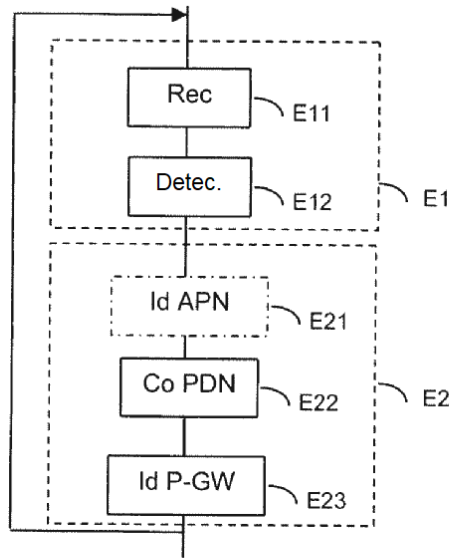 Rec
E11
Detec.
E12
E1
Id APN
E21
Co PDN
E22
E2
Id P-GW
E23